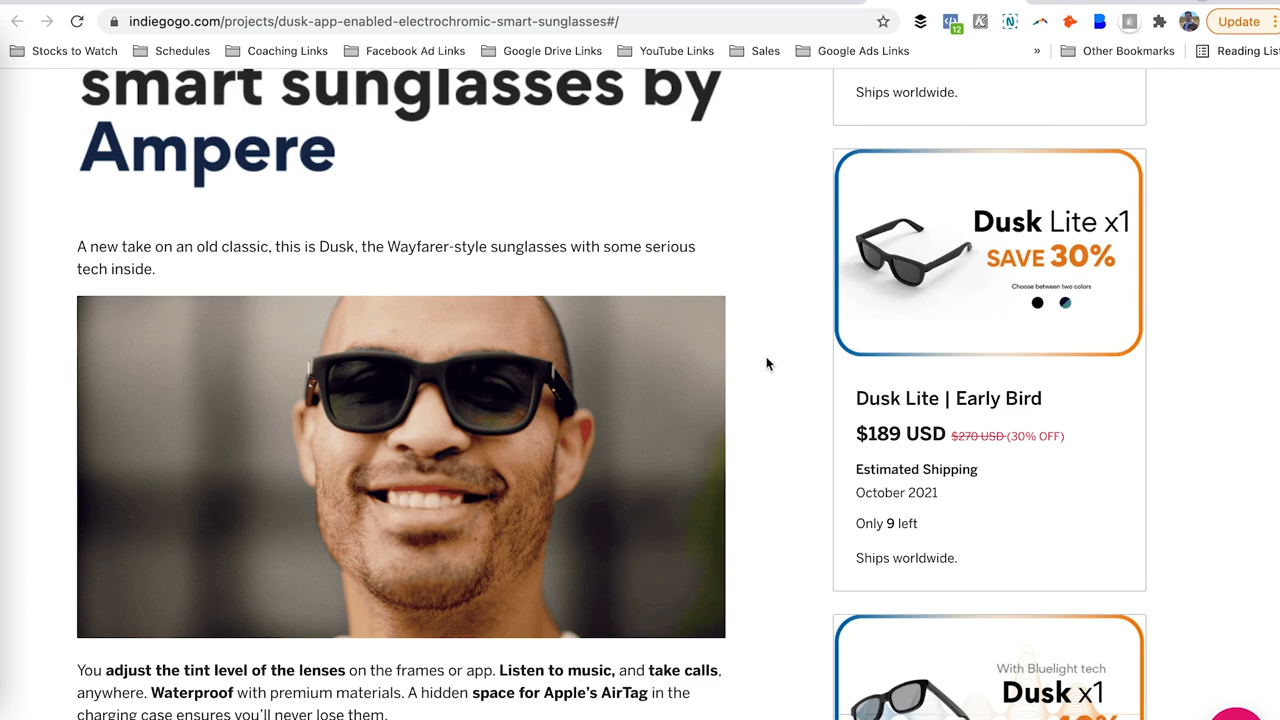 indiegogo.com/projects/dusk-app-enabled-electrochromic-smart-sunglasses#/
12
Update
Stocks to Watch
Schedules
Coaching Links
Facebook Ad Links
Google Drive Links
YouTube Links
Sales
Google Ads Links
»
Other Bookmarks
Reading List
smart sunglasses by
Ampere
A new take on an old classic, this is Dusk, the Wayfarer-style sunglasses with some serious
tech inside.
You adjust the tint level of the lenses on the frames or app. Listen to music, and take calls,
anywhere. Waterproof with premium materials. A hidden space for Apple's AirTag in the
charging case ensures you'll never lose them.
Ships worldwide.
Dusk Lite x1
SAVE 30%
Choose between two colors
Dusk Lite | Early Bird
$189 USD $270 USD (30% OFF)
Estimated Shipping
October 2021
Only 9 left
Ships worldwide.
With Bluelight tech
Dusk x1